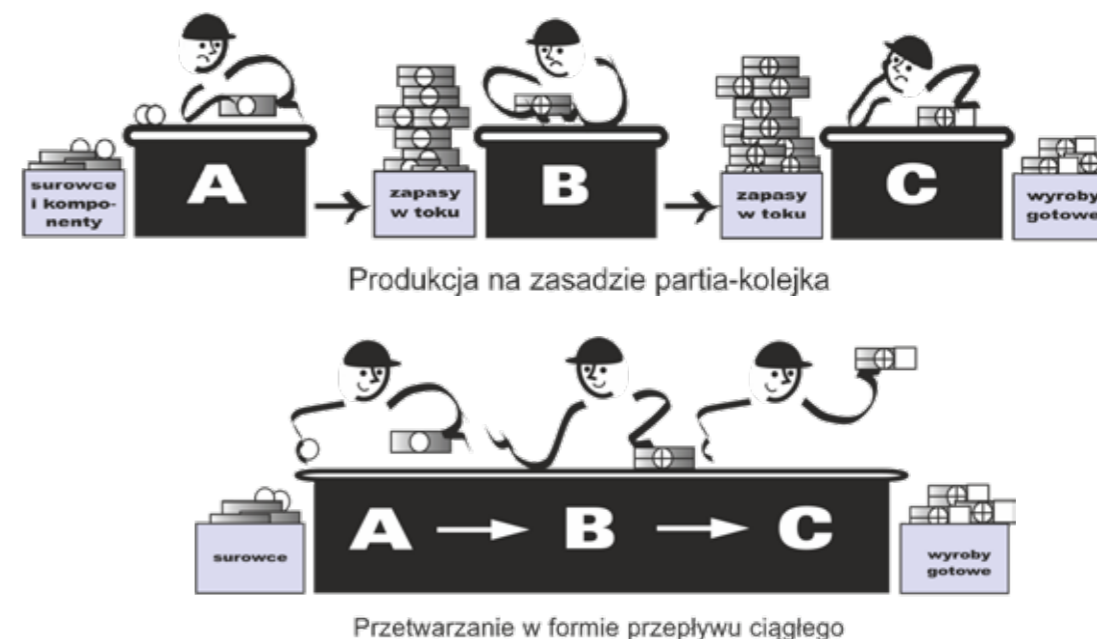 surowce
i kompo-
nenty
A
zapasy
w toku
B
zapasy
w toku
C
wyroby
gotowe
Produkcja na zasadzie partia-kolejka
surowce
A
B
C
wyroby
gotowe
Przetwarzanie w formie przepływu ciągłego